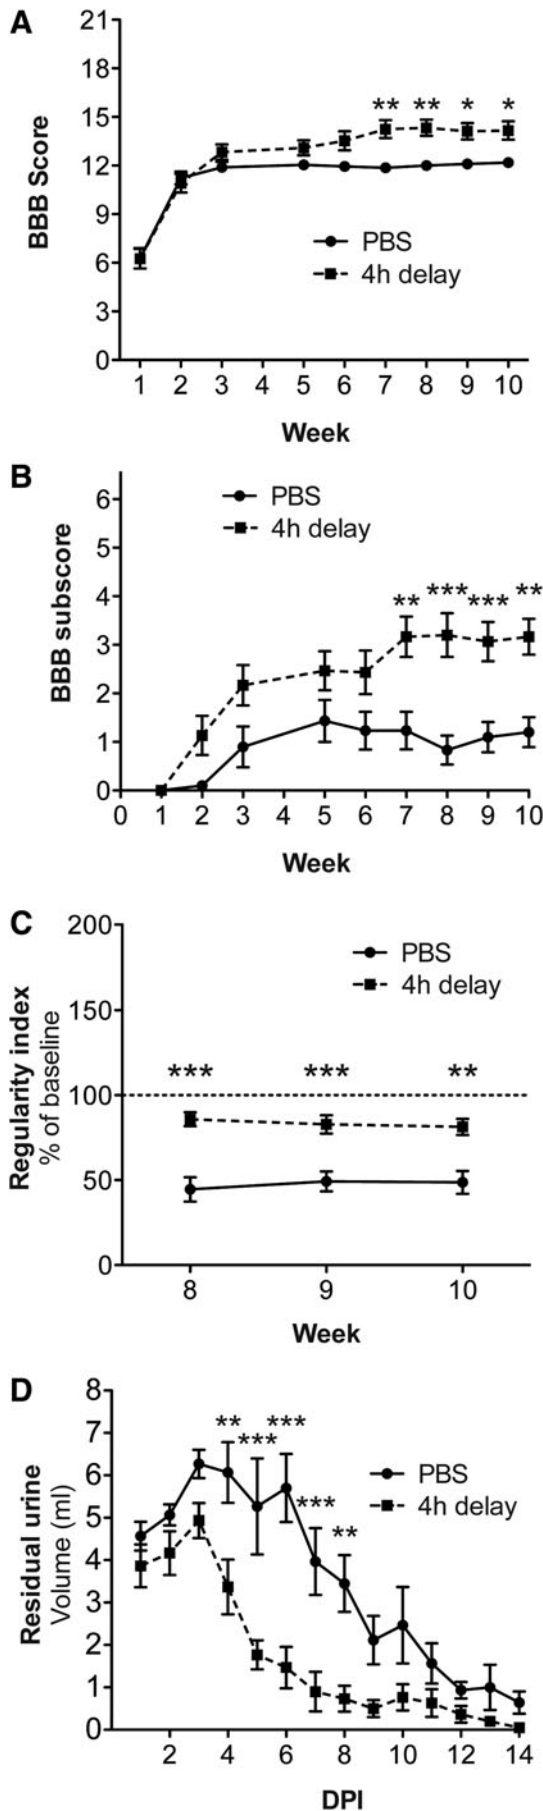 A
21
18
15
12
9
6
3
0
BBB Score
** ** * *
PBS
4h delay
1 2 3 4 5 6 7 8 9 10
Week
B
6
5
4
3
2
1
0
BBB subscore
PBS
4h delay
** *** *** **
0 1 2 3 4 5 6 7 8 9 10
Week
C
200
150
100
50
0
Regularity index
% of baseline
PBS
4h delay
*** *** **
8 9 10
Week
D
8
7
6
5
4
3
2
1
0
Residual urine
Volume (ml)
** *** *** *** **
PBS
4h delay
2 4 6 8 10 12 14
DPI